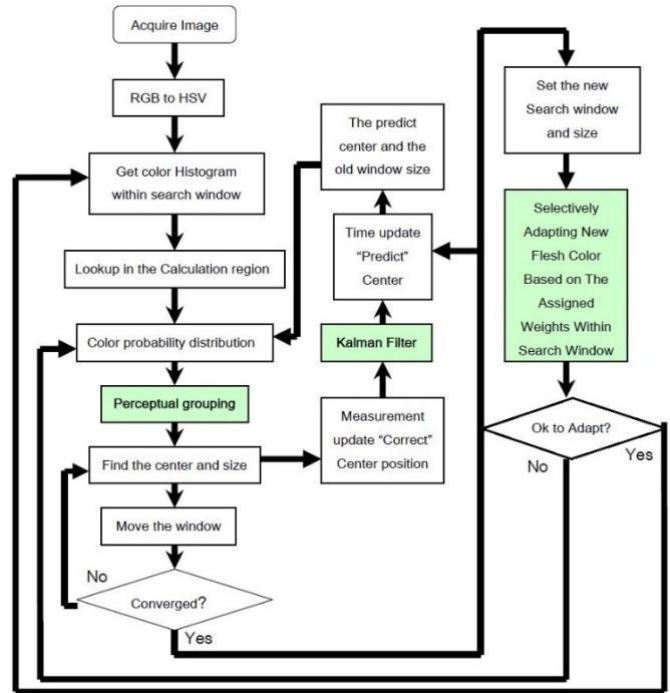 Acquire Image
RGB to HSV
Get color Histogram
within search window
Lookup in the Calculation region
Color probability distribution
Perceptual grouping
Find the center and size
Move the window
No
Converged?
Yes
The predict
center and the
old window size
Time update
“Predict”
Center
Kalman Filter
Measurement
update “Correct”
Center position
Set the new
Search window
and size
Selectively
Adapting New
Flesh Color
Based on The
Assigned
Weights Within
Search Window
Ok to Adapt?
No
Yes